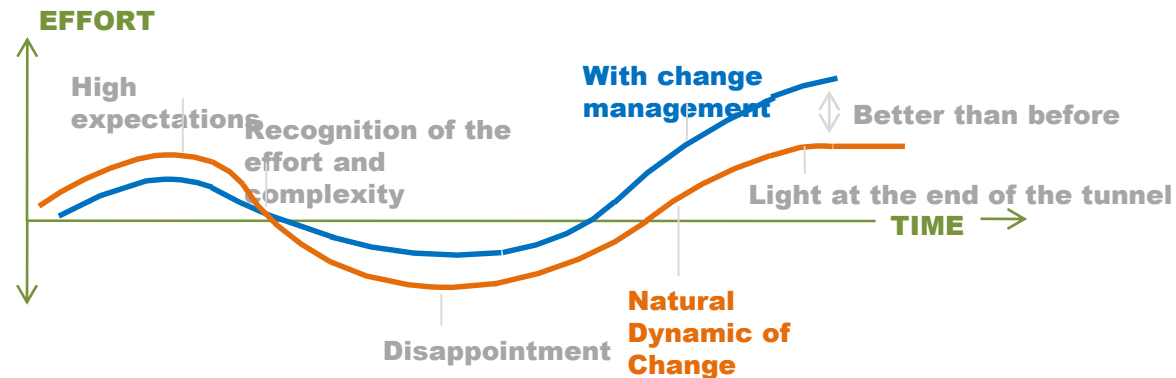 EFFORT
High
expectations
Recognition of the
effort and
complexity
With change
management
Better than before
Light at the end of the tunnel
TIME
Natural
Dynamic of
Change
Disappointment